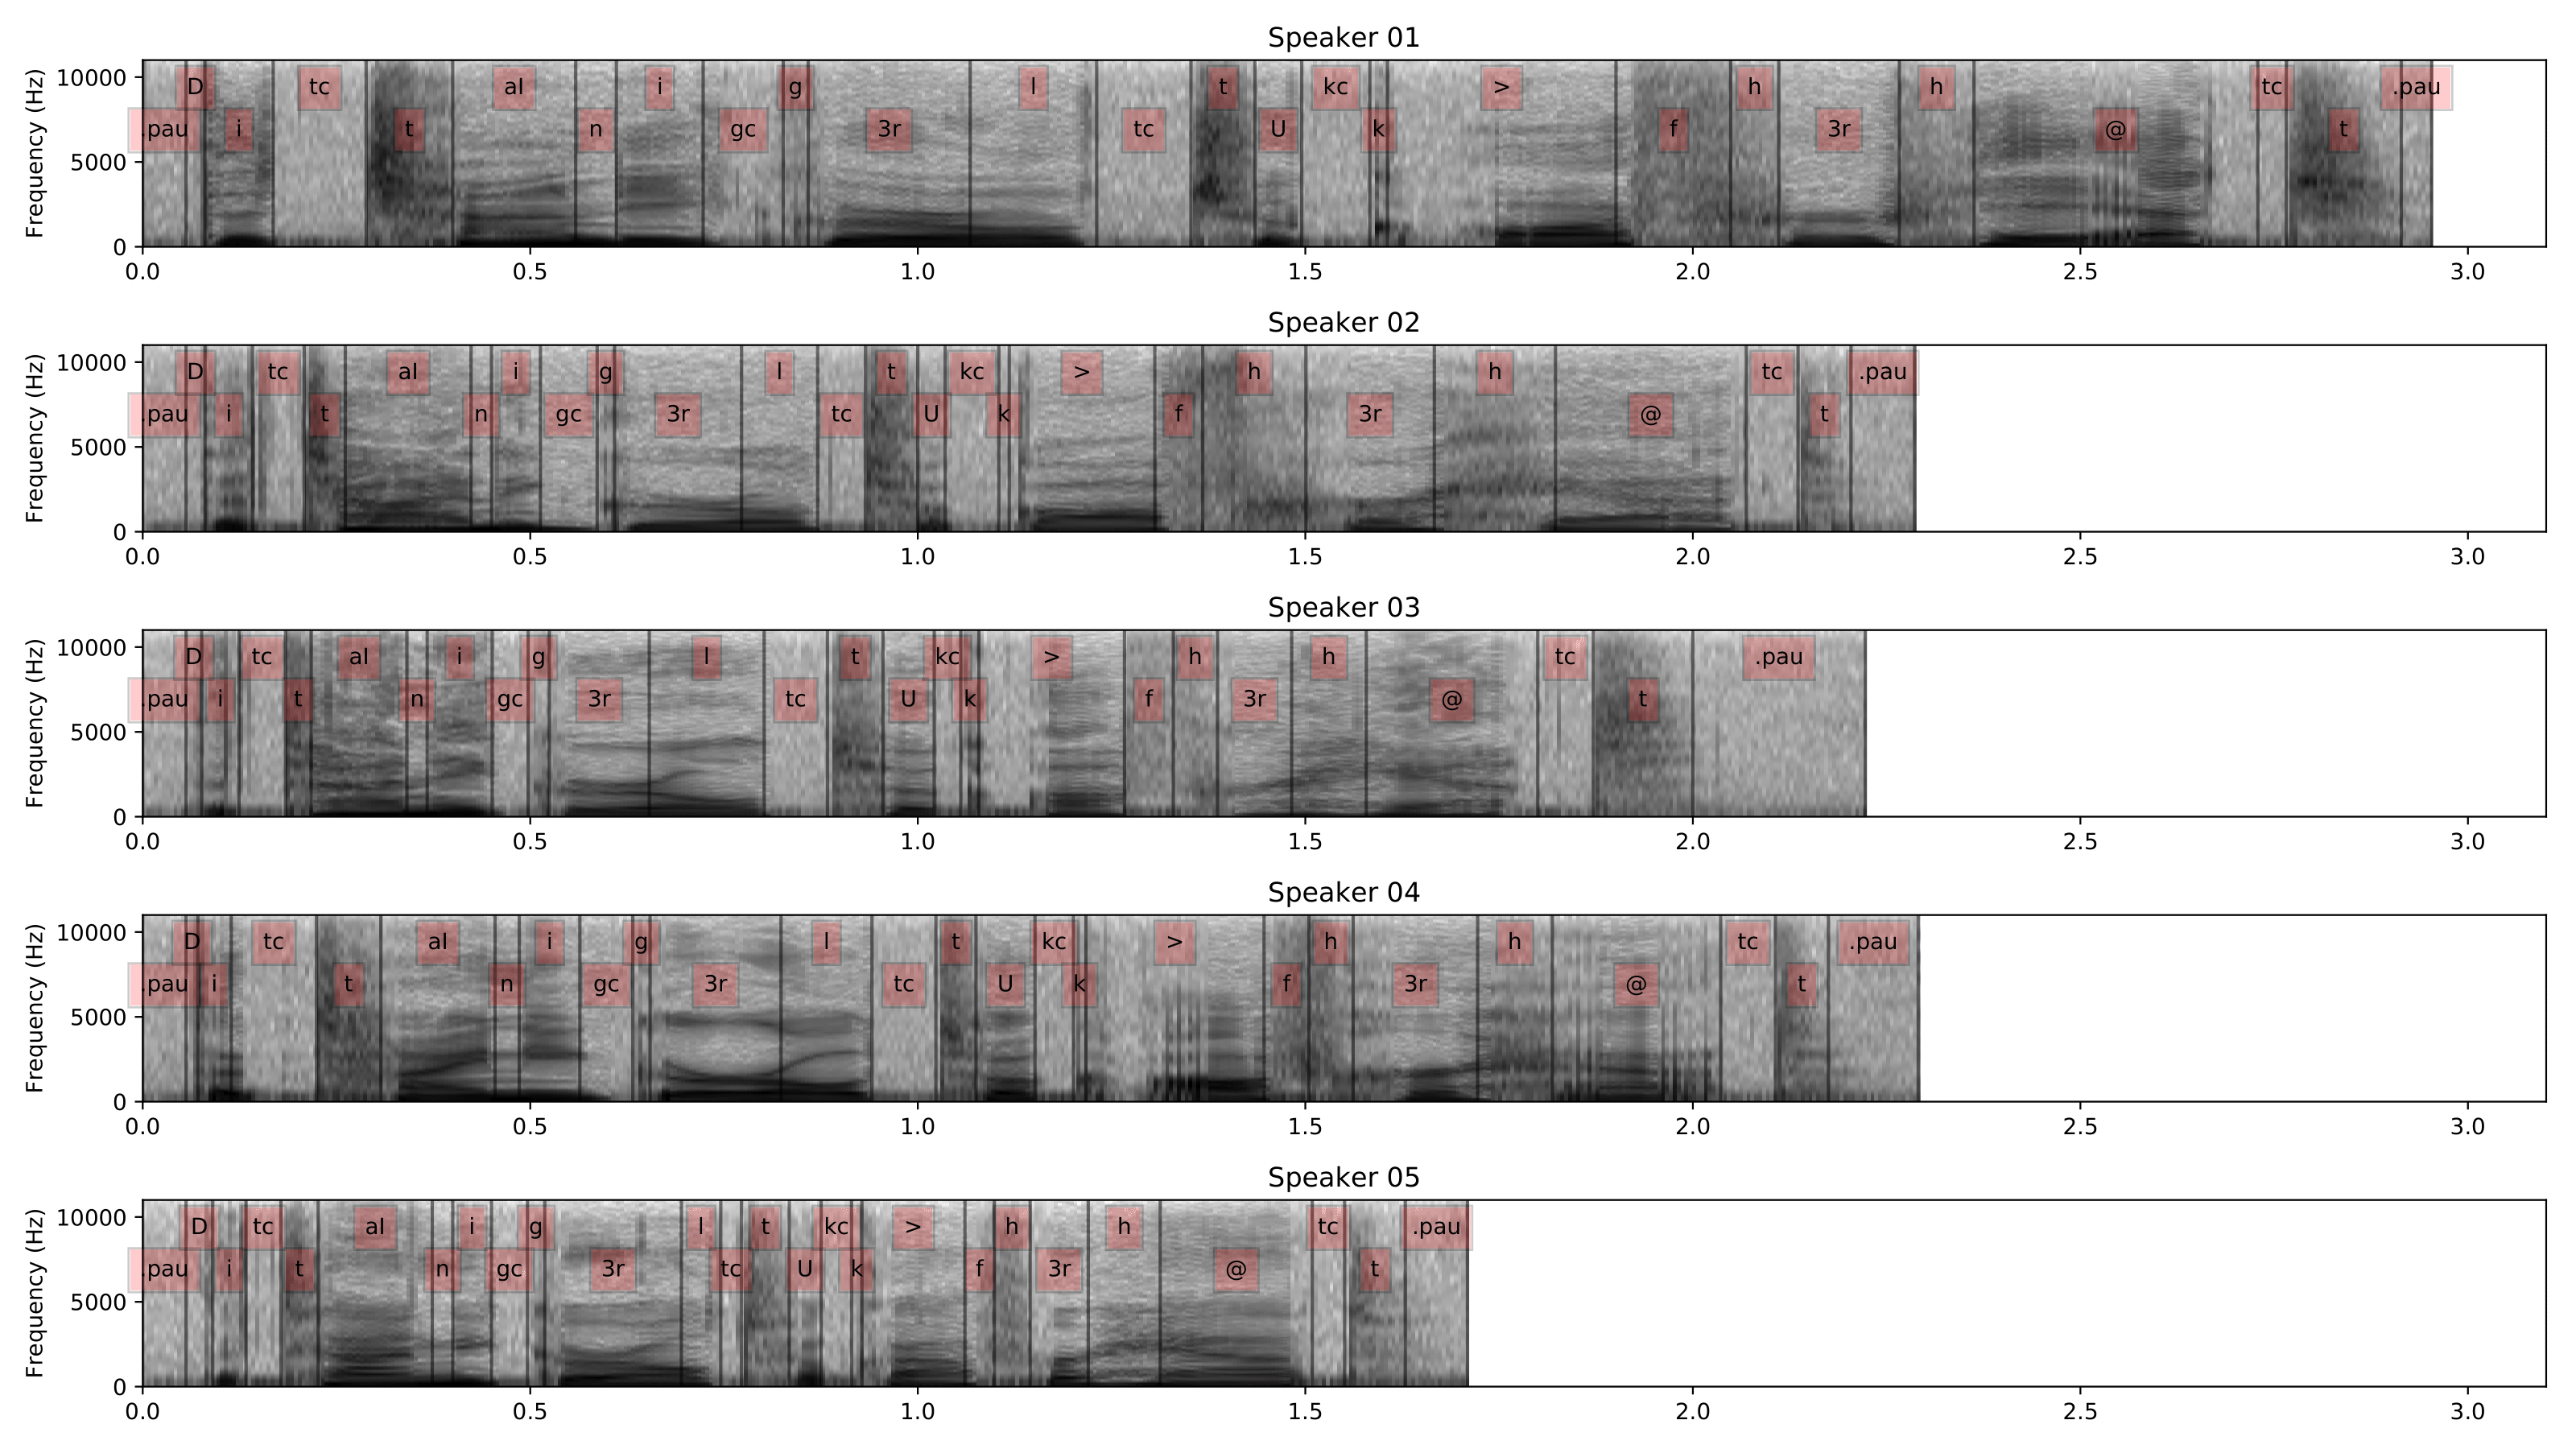 Speaker 01
Frequency (Hz)
10000
5000
0
D tc aI i g l t kc > h h tc .pau
.pau i t n gc 3r tc U k f 3r @ t
0.0 0.5 1.0 1.5 2.0 2.5 3.0
Speaker 02
Frequency (Hz)
10000
5000
0
D tc aI i g l t kc > h h tc .pau
.pau i t n gc 3r tc U k f 3r @ t
0.0 0.5 1.0 1.5 2.0 2.5 3.0
Speaker 03
Frequency (Hz)
10000
5000
0
D tc aI i g l t kc > h h tc .pau
.pau i t n gc 3r tc U k f 3r @ t
0.0 0.5 1.0 1.5 2.0 2.5 3.0
Speaker 04
Frequency (Hz)
10000
5000
0
D tc aI i g l t kc > h h tc .pau
.pau i t n gc 3r tc U k f 3r @ t
0.0 0.5 1.0 1.5 2.0 2.5 3.0
Speaker 05
Frequency (Hz)
10000
5000
0
D tc aI i g l t kc > h h tc .pau
.pau i t n gc 3r tc U k f 3r @ t
0.0 0.5 1.0 1.5 2.0 2.5 3.0